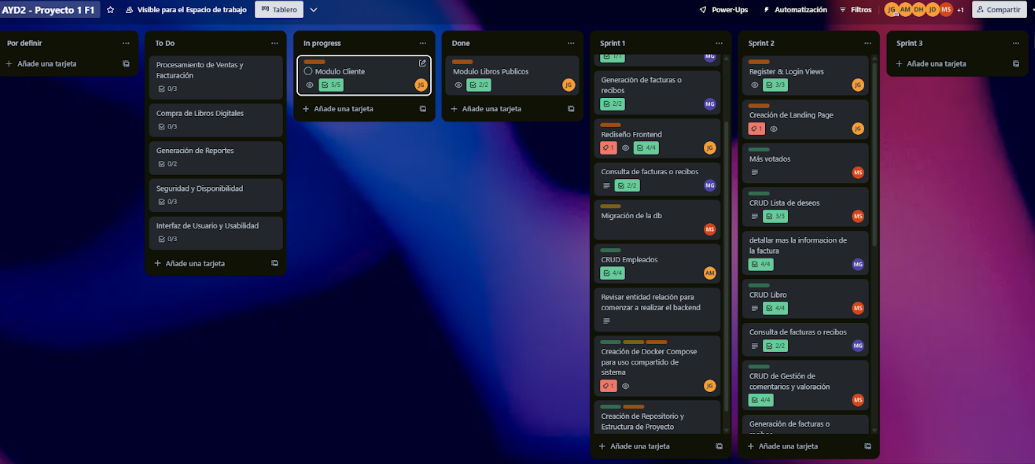 AYD2 - Proyecto 1 F1
Visible para el Espacio de trabajo
Tablero
Power-Ups
Automatización
Filtros
JG
AM
DH
JD
MS
+1
Compartir
Por definir
Añade una tarjeta
To Do
Procesamiento de Ventas y
Facturación
0/3
Compra de Libros Digitales
0/3
Generación de Reportes
0/2
Seguridad y Disponibilidad
0/3
Interfaz de Usuario y Usabilidad
0/3
Añade una tarjeta
In progress
Modulo Cliente
5/5
JG
Añade una tarjeta
Done
Modulo Libros Publicos
2/2
JG
Añade una tarjeta
Sprint 1
1/1
MG
Generación de facturas o
recibos
2/2
MG
Rediseño Frontend
1
4/4
JG
Consulta de facturas o recibos
2/2
MG
Migración de la db
MS
CRUD Empleados
4/4
AM
Revisar entidad relación para
comenzar a realizar el backend
Creación de Docker Compose
para uso compartido de
sistema
1
JG
Creación de Repositorio y
Estructura de Proyecto
Añade una tarjeta
Sprint 2
Register & Login Views
3/3
JG
Creación de Landing Page
1
JG
Más votados
MS
CRUD Lista de deseos
3/3
MS
detallar mas la informacion de
la factura
4/4
MG
CRUD Libro
4/4
MS
Consulta de facturas o recibos
2/2
MG
CRUD de Gestión de
comentarios y valoración
4/4
MS
Generación de facturas o
recibos
Añade una tarjeta
Sprint 3
Añade una tarjeta